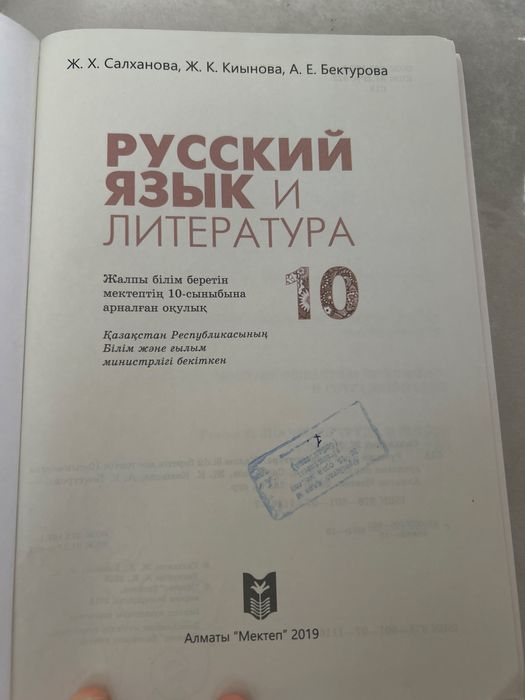 Ж. Х. Салханова, Ж. К. Киынова, А. Е. Бектурова
РУССКИЙ
ЯЗЫК И
ЛИТЕРАТУРА
10
Жалпы білім беретін
мектептің 10-сыныбына
арналған оқулық
Қазақстан Республикасының
Білім және ғылым
министрлігі бекіткен
Алматы "Мектеп" 2019